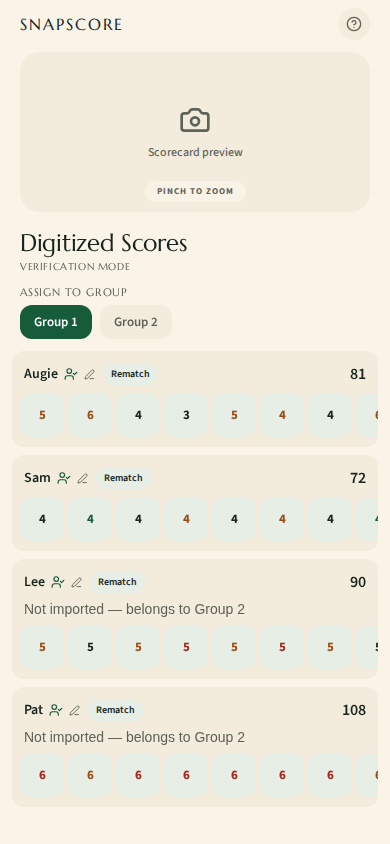 SNAPSCORE
Scorecard preview
PINCH TO ZOOM
Digitized Scores
VERIFICATION MODE
ASSIGN TO GROUP
Group 1 Group 2
Augie Rematch 81
5 6 4 3 5 4 4
Sam Rematch 72
4 4 4 4 4 4 4
Lee Rematch 90
Not imported — belongs to Group 2
5 5 5 5 5 5 5
Pat Rematch 108
Not imported — belongs to Group 2
6 6 6 6 6 6 6